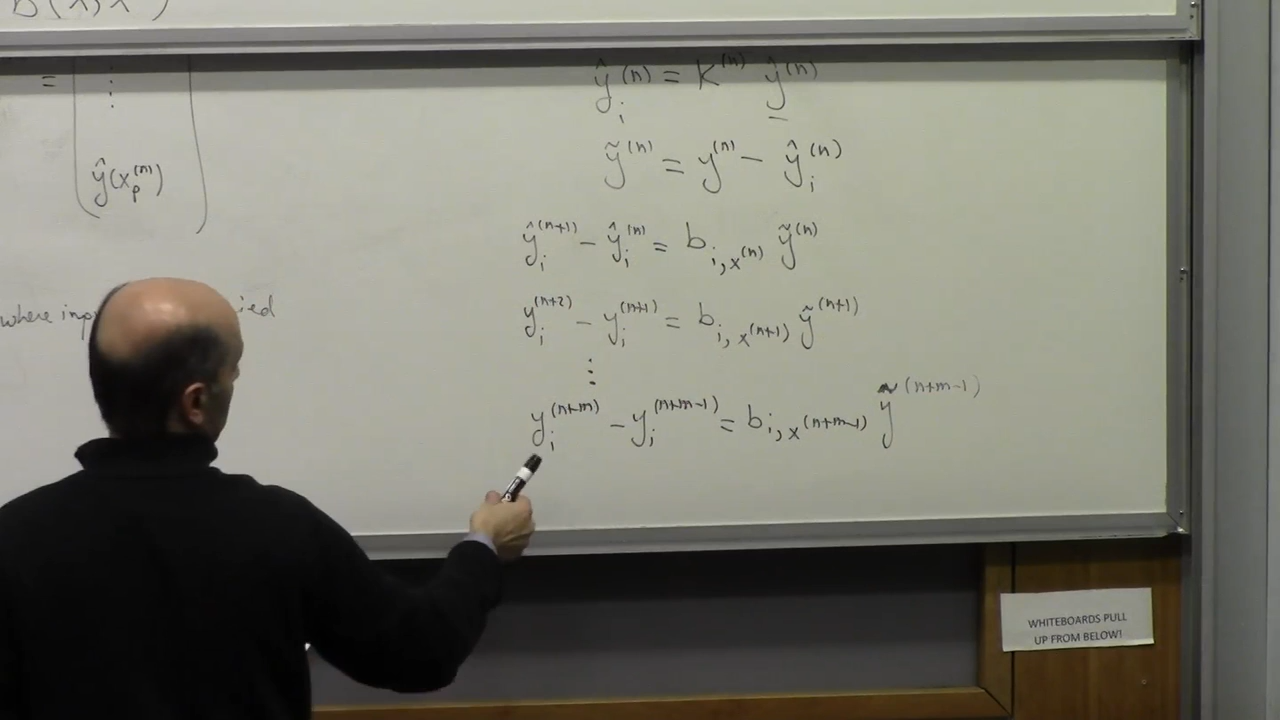 B(x,x
=
⋮
ŷ(x_p^(m))
where inp ied
ŷ_i^(n) = K^(n) ŷ^(n)
ỹ^(n) = y^(n) - ŷ_i^(n)
ŷ_i^(n+1) - ŷ_i^(n) = b_{i,x^(n)} ỹ^(n)
y_i^(n+2) - y_i^(n+1) = b_{i,x^(n+1)} ỹ^(n+1)
⋮
y_i^(n+m) - y_i^(n+m-1) = b_{i,x^(n+m-1)} ỹ^(n+m-1)
WHITEBOARDS PULL
UP FROM BELOW!